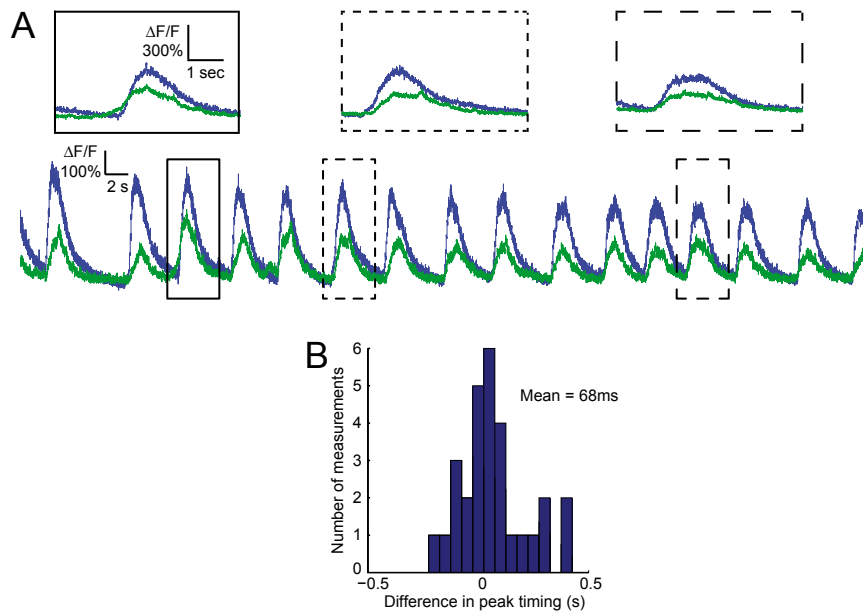 A
ΔF/F
300%
1 sec
ΔF/F
100%
2 s
B
6
5
4
3
2
1
0
Number of measurements
Mean = 68ms
−0.5
0
0.5
Difference in peak timing (s)